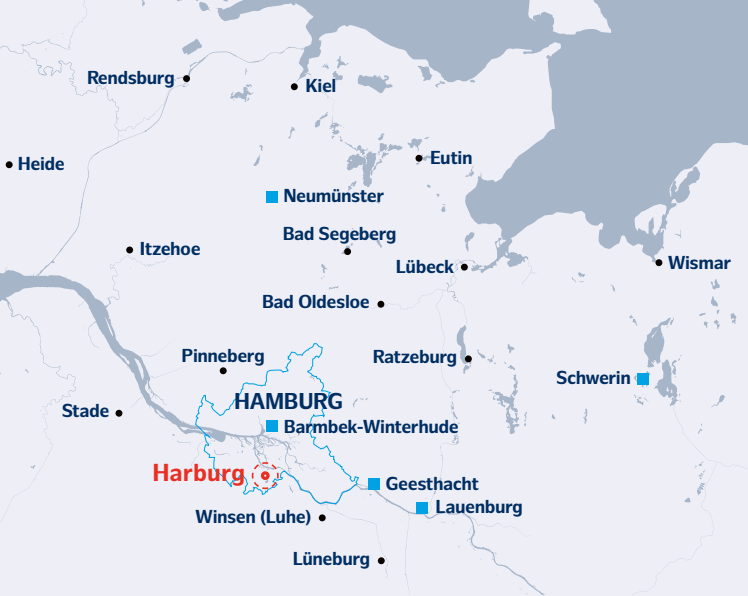 Rendsburg
Kiel
Heide
Eutin
Neumünster
Bad Segeberg
Itzehoe
Lübeck
Wismar
Bad Oldesloe
Pinneberg
Ratzeburg
Schwerin
HAMBURG
Stade
Barmbek-Winterhude
Harburg
Geesthacht
Lauenburg
Winsen (Luhe)
Lüneburg